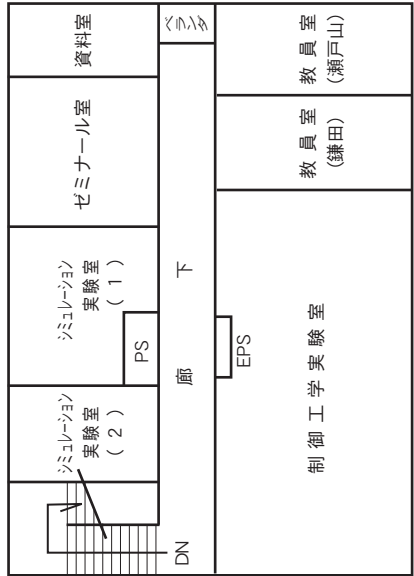 資料室
ベランダ
教 員 室
(瀬戸山)
ゼミナール室
教 員 室
(鎌田)
シミュレーション
実験室
(1)
PS
廊 下
EPS
制 御 工 学 実 験 室
シミュレーション
実験室
(2)
DN